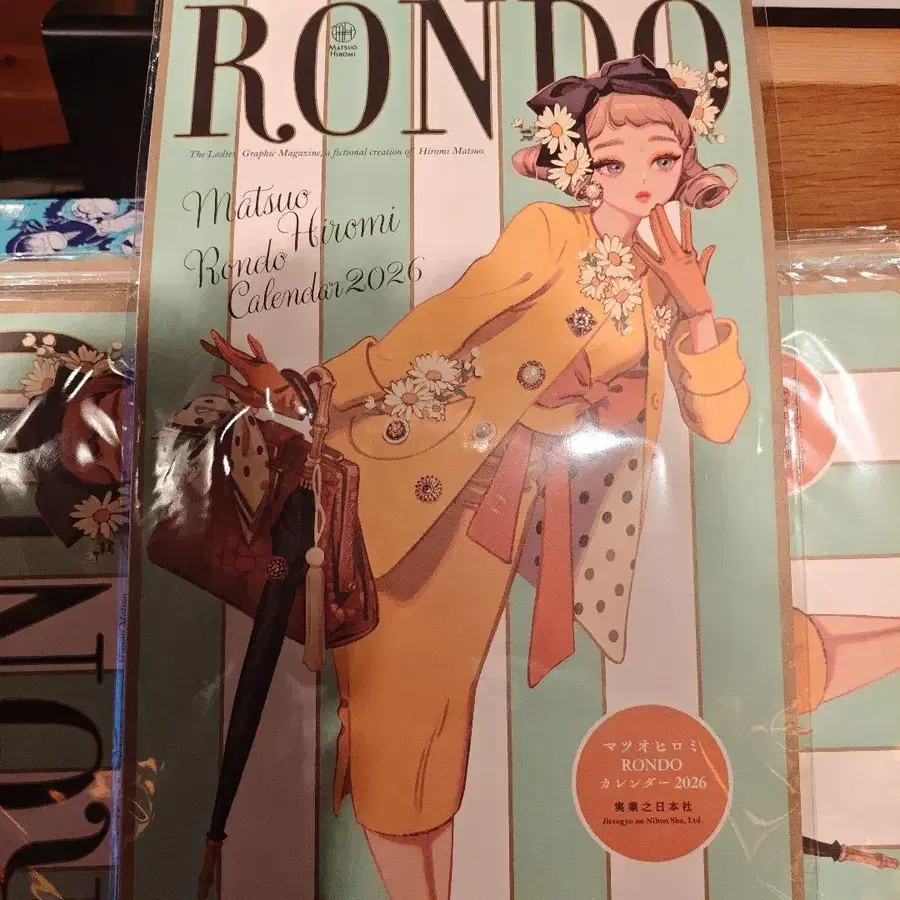 RONDO
MATSUO
HIROMI
The Ladies Graphic Magazine, a fictional creation of Hiromi Matsuo.
Matsuo
Hiromi
Rondo
Calendar 2026
マツオヒロミ
RONDO
カレンダー 2026
実業之日本社
Jitsugyo no Nihon Sha, Ltd.